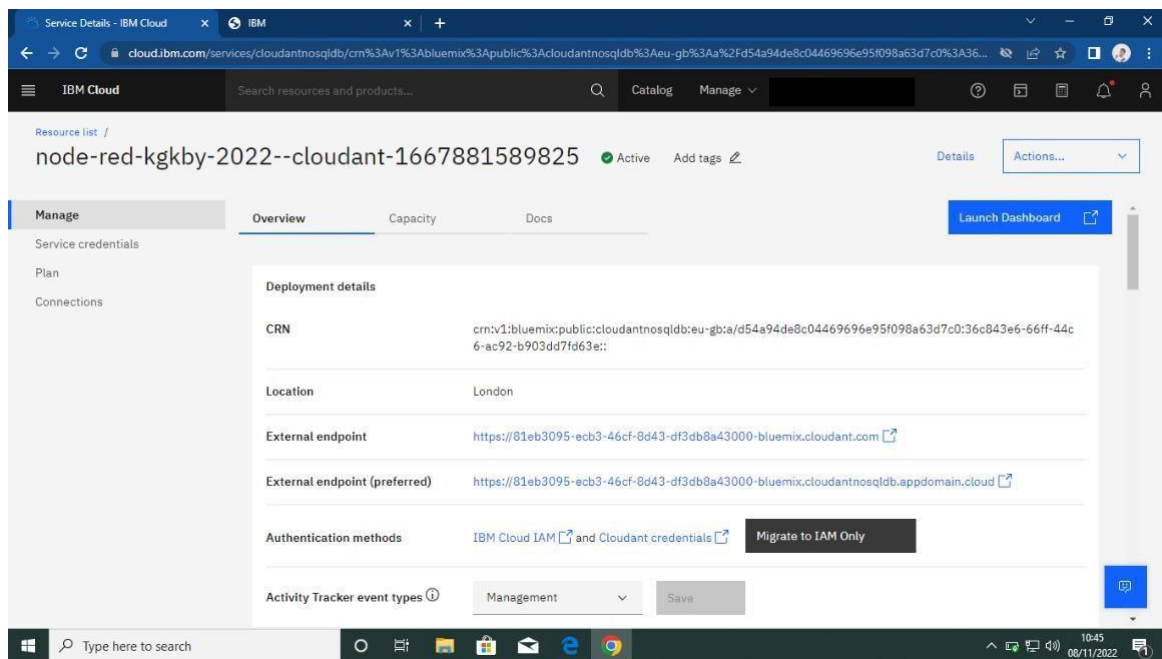 Service Details - IBM Cloud
IBM
cloud.ibm.com/services/cloudantnosqldb/crn%3Av1%3Abluemix%3Apublic%3Acloudantnosqldb%3Aeu-gb%3Aa%2Fd54a94de8c04469696e95f098a63d7c0%3A36...
IBM Cloud
Search resources and products...
Catalog
Manage
Resource list /
node-red-kgkby-2022--cloudant-1667881589825
Active
Add tags
Details
Actions...
Manage
Service credentials
Plan
Connections
Overview
Capacity
Docs
Launch Dashboard
Deployment details
CRN
crn:v1:bluemix:public:cloudantnosqldb:eu-gb:a/d54a94de8c04469696e95f098a63d7c0:36c843e6-66ff-44c
6-ac92-b903dd7fd63e::
Location
London
External endpoint
https://81eb3095-ecb3-46cf-8d43-df3db8a43000-bluemix.cloudant.com
External endpoint (preferred)
https://81eb3095-ecb3-46cf-8d43-df3db8a43000-bluemix.cloudantnosqldb.appdomain.cloud
Authentication methods
IBM Cloud IAM and Cloudant credentials
Migrate to IAM Only
Activity Tracker event types
Management
Save
Type here to search
10:45
08/11/2022
1